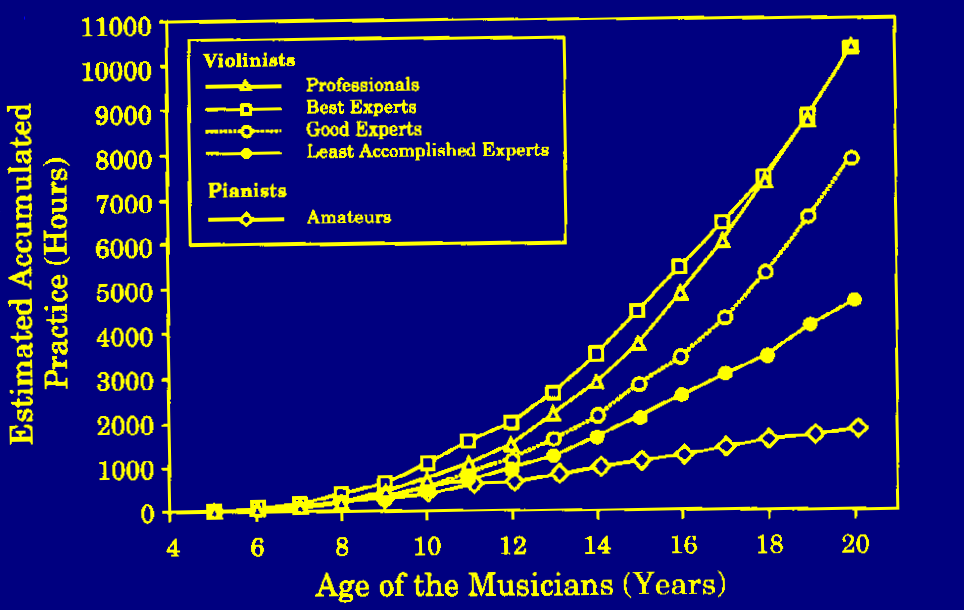 11000
10000
9000
8000
7000
6000
5000
4000
3000
2000
1000
0
Estimated Accumulated
Practice (Hours)
Violinists
Professionals
Best Experts
Good Experts
Least Accomplished Experts
Pianists
Amateurs
4 6 8 10 12 14 16 18 20
Age of the Musicians (Years)